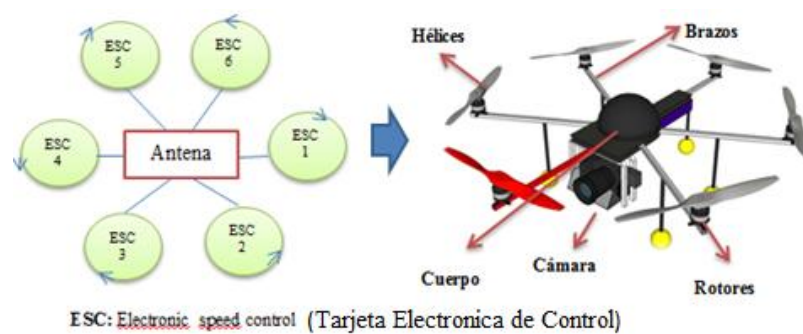 ESC
5
ESC
6
ESC
4
Antena
ESC
1
ESC
3
ESC
2
Hélices
Brazos
Cuerpo
Cámara
Rotores
ESC: Electronic speed control (Tarjeta Electronica de Control)